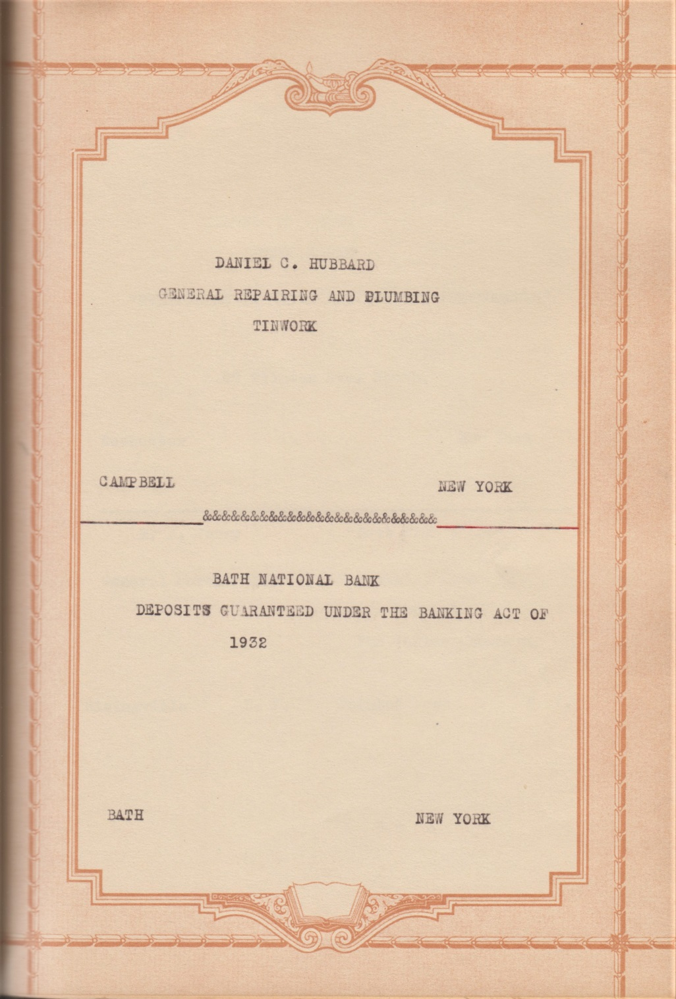 DANIEL C. HUBBARD
GENERAL REPAIRING AND PLUMBING
TINWORK
CAMPBELL NEW YORK
&&&&&&&&&&&&&&&&&&&&&&&&&
BATH NATIONAL BANK
DEPOSITS GUARANTEED UNDER THE BANKING ACT OF
1932
BATH NEW YORK